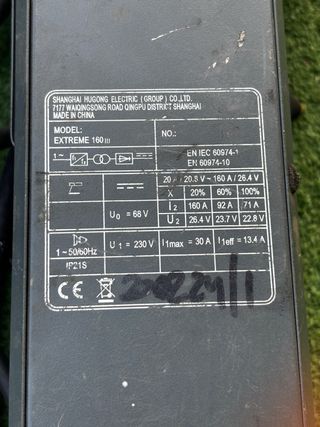 SHANGHAI HUGONG ELECTRIC (GROUP) CO.,LTD.
7177 WAIQINGSONG ROAD QINGPU DISTRICT SHANGHAI
MADE IN CHINA
MODEL:
EXTREME 160III
NO.:
1~
EN IEC 60974-1
EN 60974-10
20 A / 20.8 V ~ 160 A / 26.4 V
X 20% 60% 100%
U0 = 68 V
I2 160 A 92 A 71 A
U2 26.4 V 23.7 V 22.8 V
1~50/60Hz
U1 = 230 V
I1max = 30 A
I1eff = 13.4 A
IP21S
CE